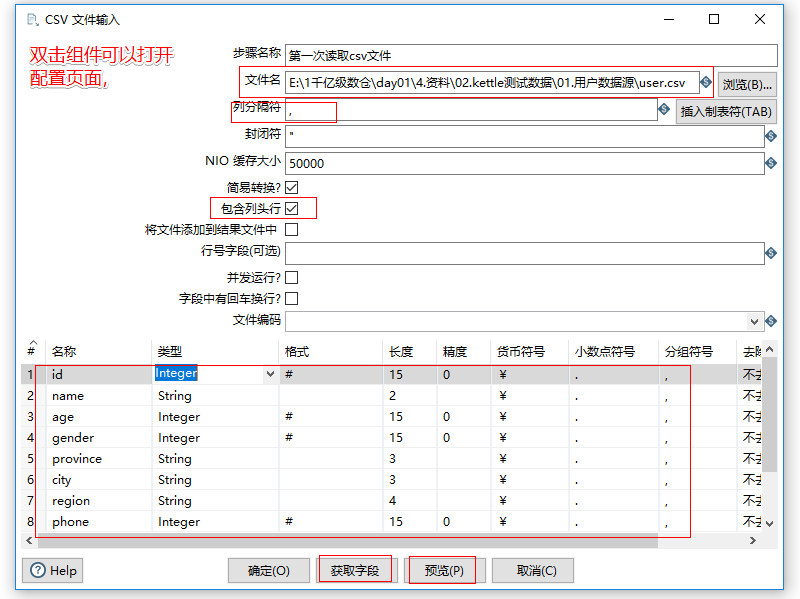 CSV 文件输入
双击组件可以打开
配置页面，
步骤名称 第一次读取csv文件
文件名 E:\1千亿级数仓\day01\4.资料\02.kettle测试数据\01.用户数据源\user.csv 浏览(B)...
列分隔符 , 插入制表符(TAB)
封闭符 "
NIO 缓存大小 50000
简易转换?
包含列头行
将文件添加到结果文件中
行号字段(可选)
并发运行?
字段中有回车换行?
文件编码
# 名称 类型 格式 长度 精度 货币符号 小数点符号 分组符号
1 id Integer # 15 0 ¥ . , 不
2 name String 2 ¥ . , 不
3 age Integer # 15 0 ¥ . , 不
4 gender Integer # 15 0 ¥ . , 不
5 province String 3 ¥ . , 不
6 city String 3 ¥ . , 不
7 region String 4 ¥ . , 不
8 phone Integer # 15 0 ¥ . , 不
Help 确定(O) 获取字段 预览(P) 取消(C)